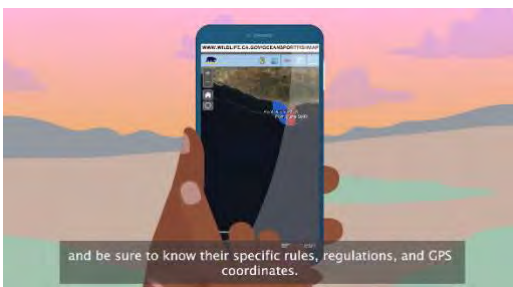 WWW.WILDLIFE.CA.GOV/OCEANSPORTFISHMAP
and be sure to know their specific rules, regulations, and GPS
coordinates.